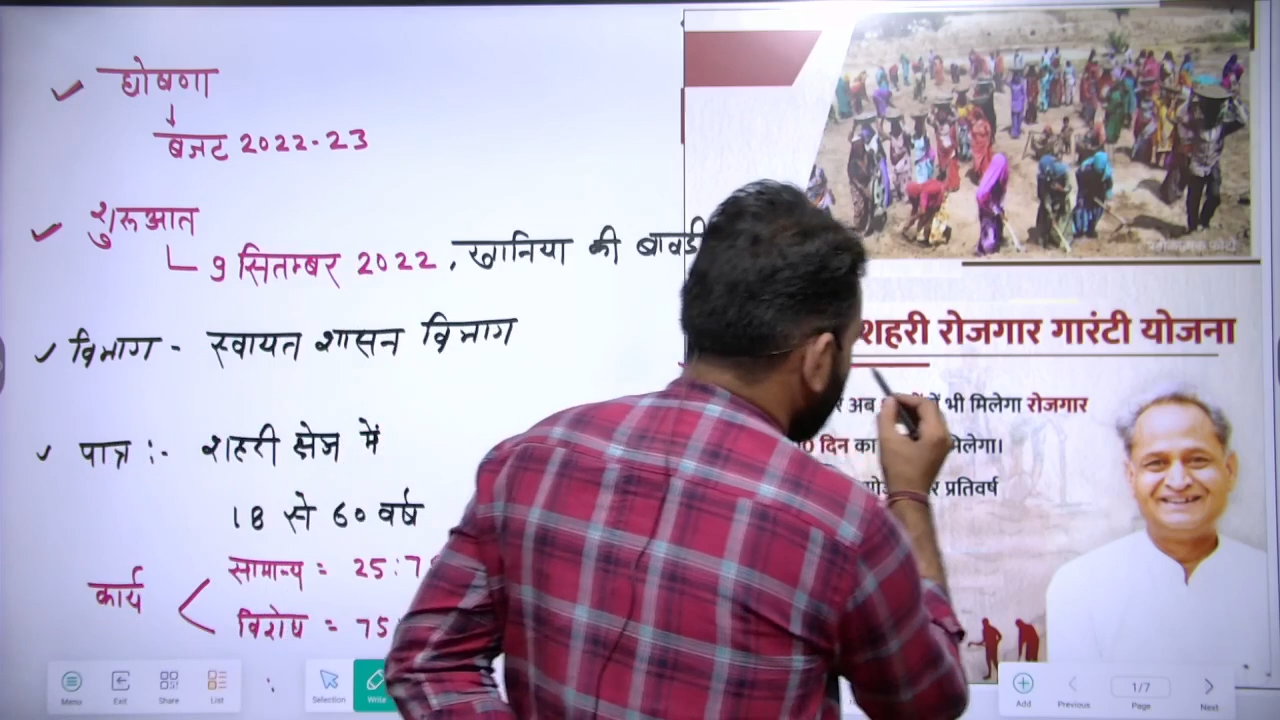 घोषणा
बजट 2022-23
शुरूआत
9 सितम्बर 2022, खानिया की बावडी
विभाग - स्वायत शासन विभाग
पात्र :- शहरी क्षेत्र में
18 से 60 वर्ष
कार्य
सामान्य = 25:7
विशेष = 75
शहरी रोजगार गारंटी योजना
अब में भी मिलेगा रोजगार
दिन का मिलेगा।
प्रतिवर्ष
Menu
Exit
Share
List
Selection
Write
Add
Previous
1/7
Page
Next